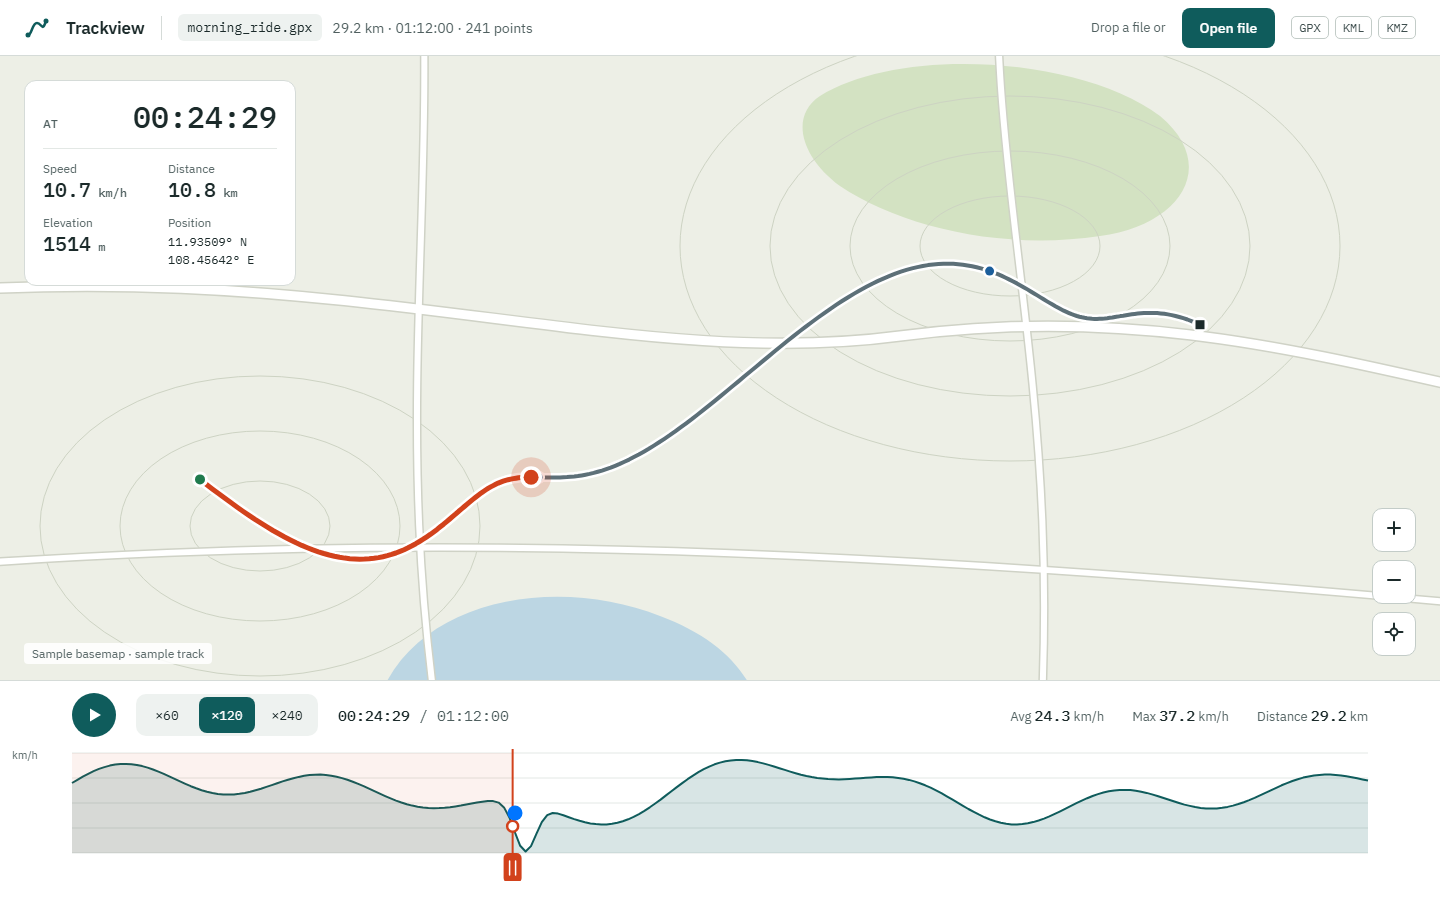 Trackview
morning_ride.gpx
29.2 km · 01:12:00 · 241 points
Drop a file or
Open file
GPX
KML
KMZ
AT
00:24:29
Speed
Distance
10.7 km/h
10.8 km
Elevation
Position
1514 m
11.93509° N
108.45642° E
Sample basemap · sample track
×60
×120
×240
00:24:29 / 01:12:00
Avg 24.3 km/h
Max 37.2 km/h
Distance 29.2 km
km/h